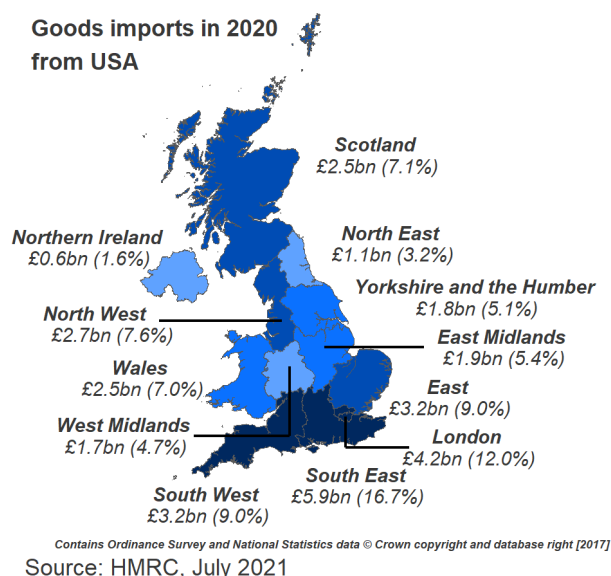 Goods imports in 2020
from USA
Scotland
£2.5bn (7.1%)
Northern Ireland
£0.6bn (1.6%)
North East
£1.1bn (3.2%)
Yorkshire and the Humber
£1.8bn (5.1%)
North West
£2.7bn (7.6%)
East Midlands
£1.9bn (5.4%)
Wales
£2.5bn (7.0%)
East
£3.2bn (9.0%)
West Midlands
£1.7bn (4.7%)
London
£4.2bn (12.0%)
South East
£5.9bn (16.7%)
South West
£3.2bn (9.0%)
Contains Ordinance Survey and National Statistics data © Crown copyright and database right [2017]
Source: HMRC, July 2021